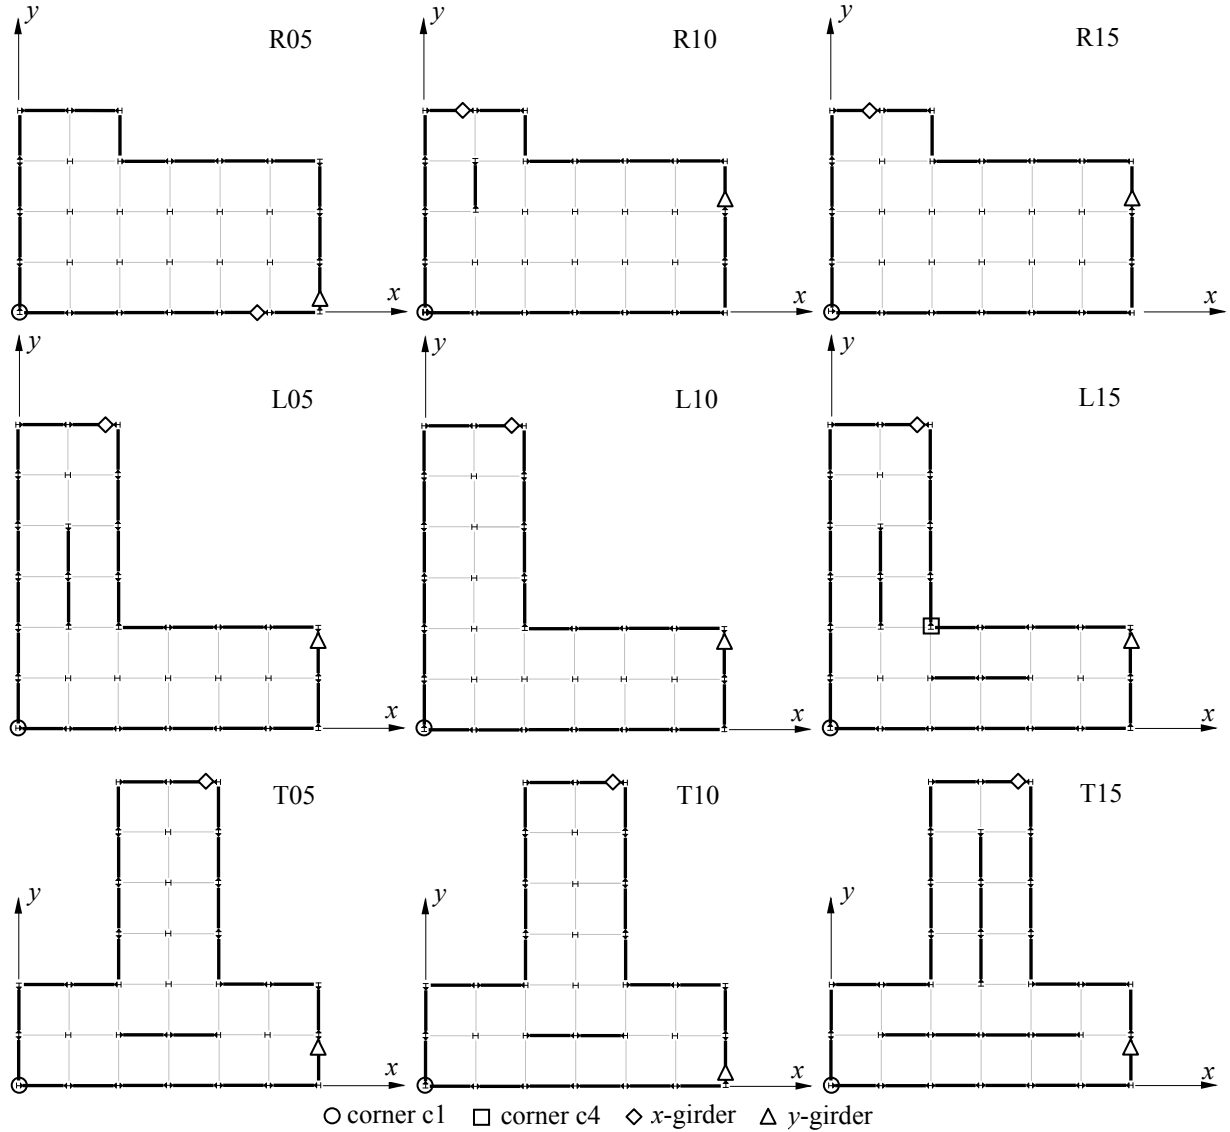 y y y
R05 R10 R15
x x x
y y y
L05 L10 L15
x x x
T05 T10 T15
y y y
x x x
corner c1 corner c4 x-girder y-girder